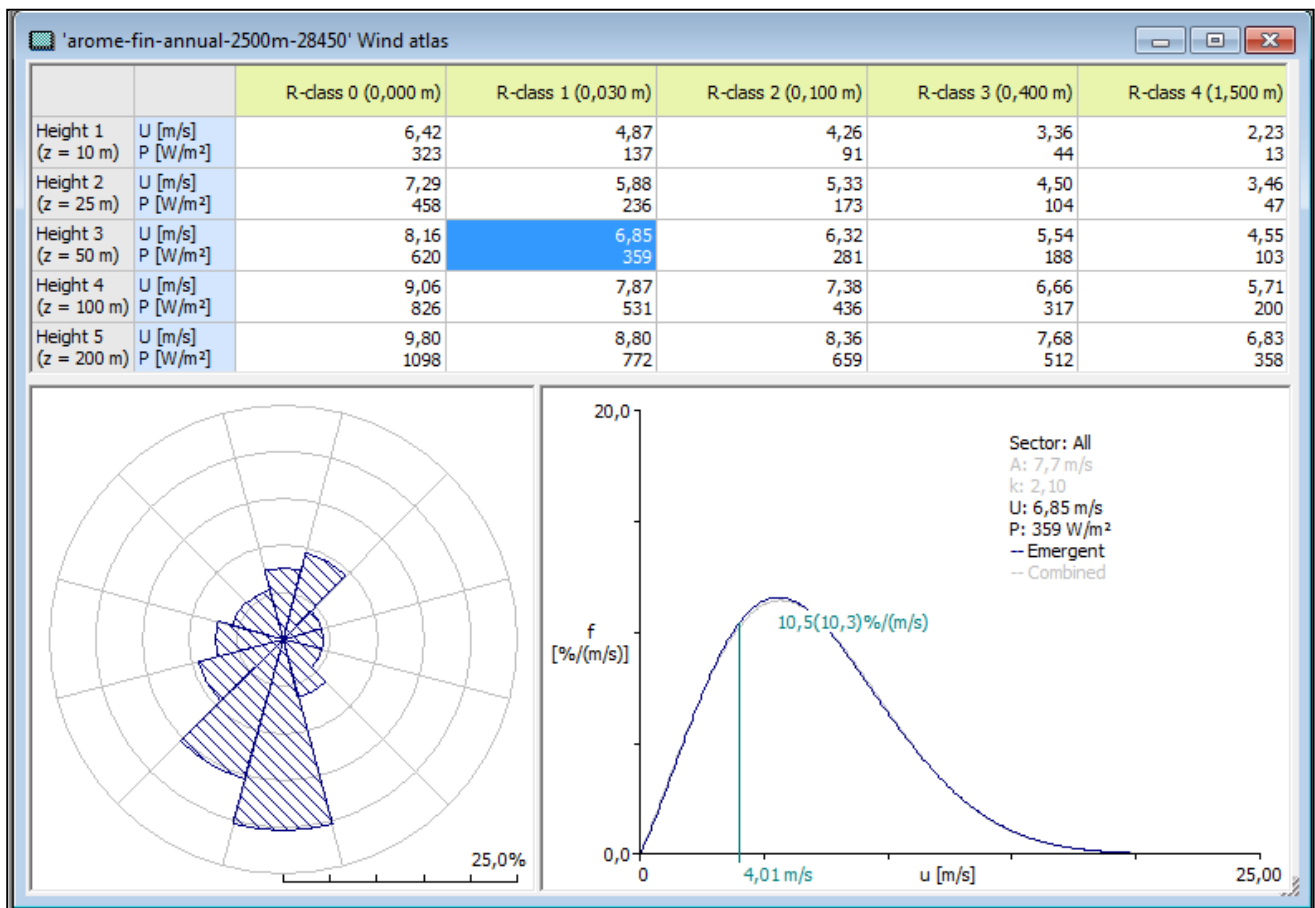 'arome-fin-annual-2500m-28450' Wind atlas
R-class 0 (0,000 m) R-class 1 (0,030 m) R-class 2 (0,100 m) R-class 3 (0,400 m) R-class 4 (1,500 m)
Height 1 U [m/s] 6,42 4,87 4,26 3,36 2,23
(z = 10 m) P [W/m²] 323 137 91 44 13
Height 2 U [m/s] 7,29 5,88 5,33 4,50 3,46
(z = 25 m) P [W/m²] 458 236 173 104 47
Height 3 U [m/s] 8,16 6,85 6,32 5,54 4,55
(z = 50 m) P [W/m²] 620 359 281 188 103
Height 4 U [m/s] 9,06 7,87 7,38 6,66 5,71
(z = 100 m) P [W/m²] 826 531 436 317 200
Height 5 U [m/s] 9,80 8,80 8,36 7,68 6,83
(z = 200 m) P [W/m²] 1098 772 659 512 358
25,0%
20,0
Sector: All
A: 7,7 m/s
k: 2,10
U: 6,85 m/s
P: 359 W/m²
-- Emergent
-- Combined
10,5(10,3)%/(m/s)
f
[%/(m/s)]
0,0
0 4,01 m/s u [m/s] 25,00